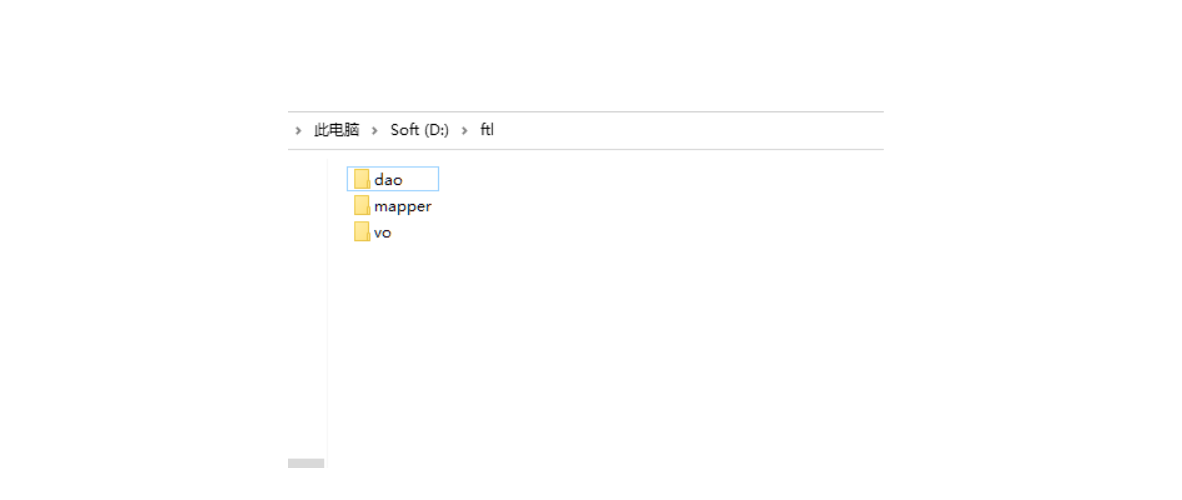 › 此电脑 › Soft (D:) › ftl
dao
mapper
vo